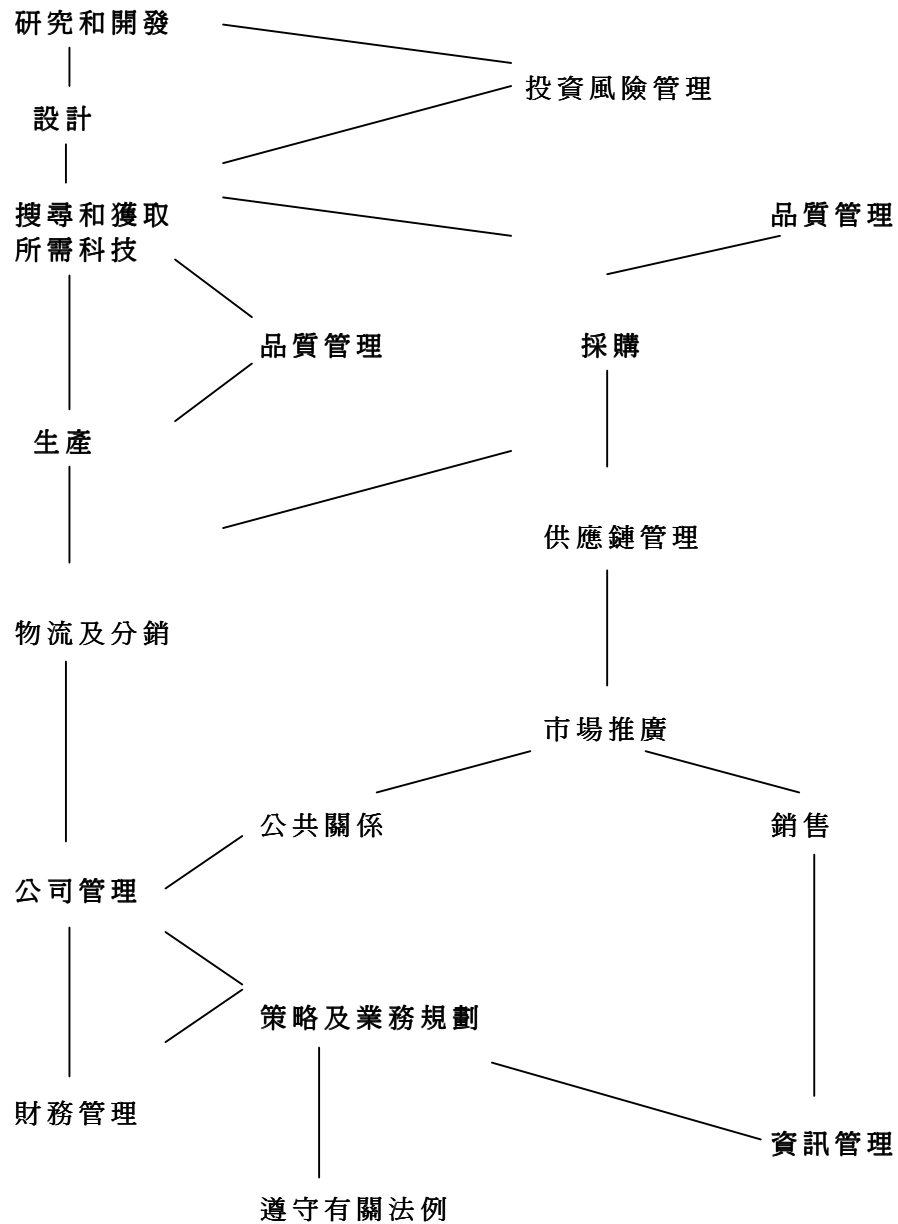 研究和開發
投資風險管理
設計
搜尋和獲取
所需科技
品質管理
品質管理
採購
生產
供應鏈管理
物流及分銷
市場推廣
公共關係
銷售
公司管理
策略及業務規劃
財務管理
資訊管理
遵守有關法例